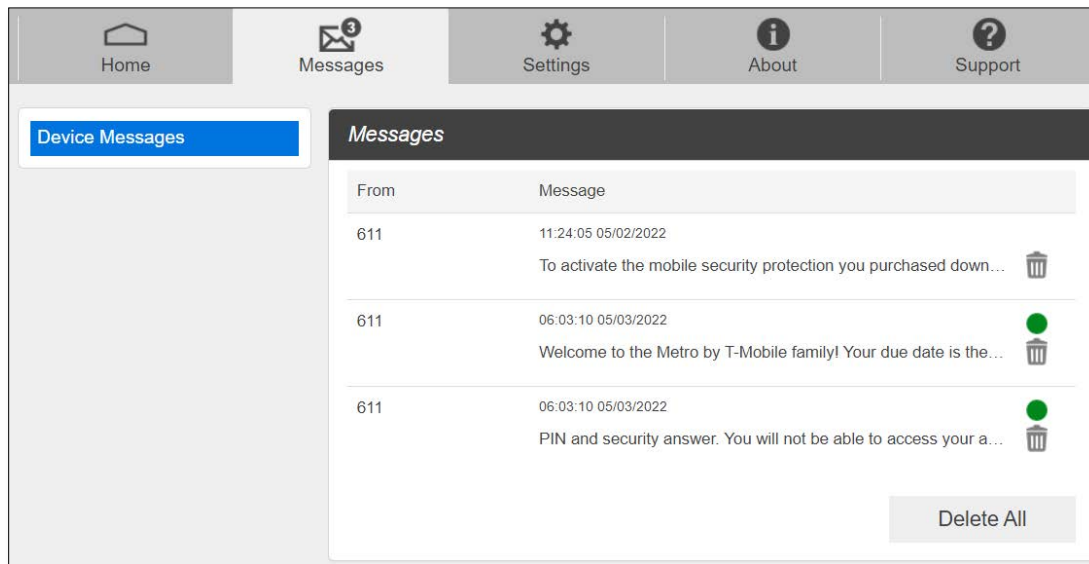 3
Home Messages Settings About Support
Device Messages
Messages
From Message
611 11:24:05 05/02/2022
To activate the mobile security protection you purchased down…
611 06:03:10 05/03/2022
Welcome to the Metro by T-Mobile family! Your due date is the…
611 06:03:10 05/03/2022
PIN and security answer. You will not be able to access your a…
Delete All